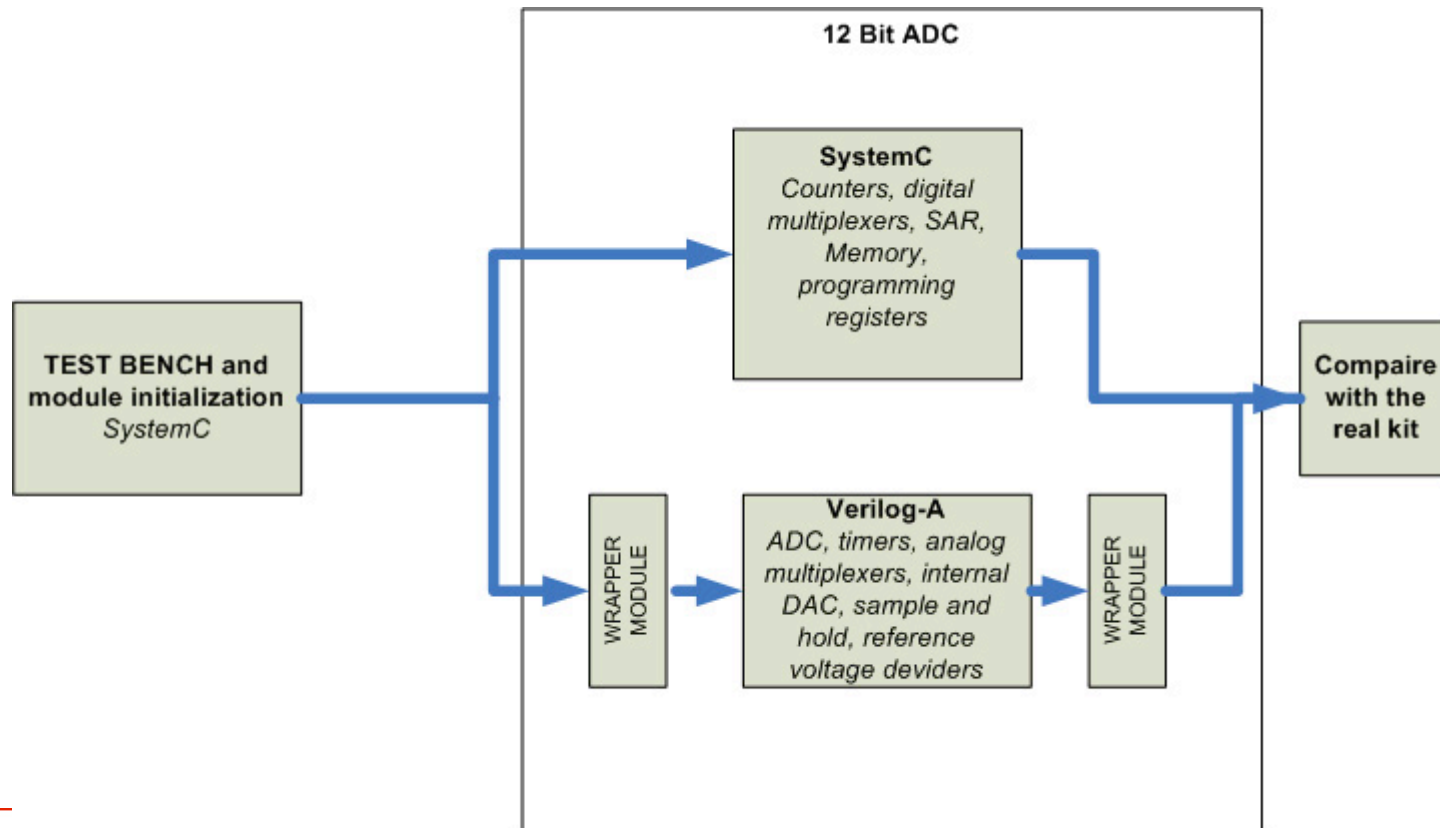 12 Bit ADC
SystemC
Counters, digital
multiplexers, SAR,
Memory,
programming
registers
TEST BENCH and
module initialization
SystemC
Compaire
with the
real kit
WRAPPER
MODULE
Verilog-A
ADC, timers, analog
multiplexers, internal
DAC, sample and
hold, reference
voltage deviders
WRAPPER
MODULE